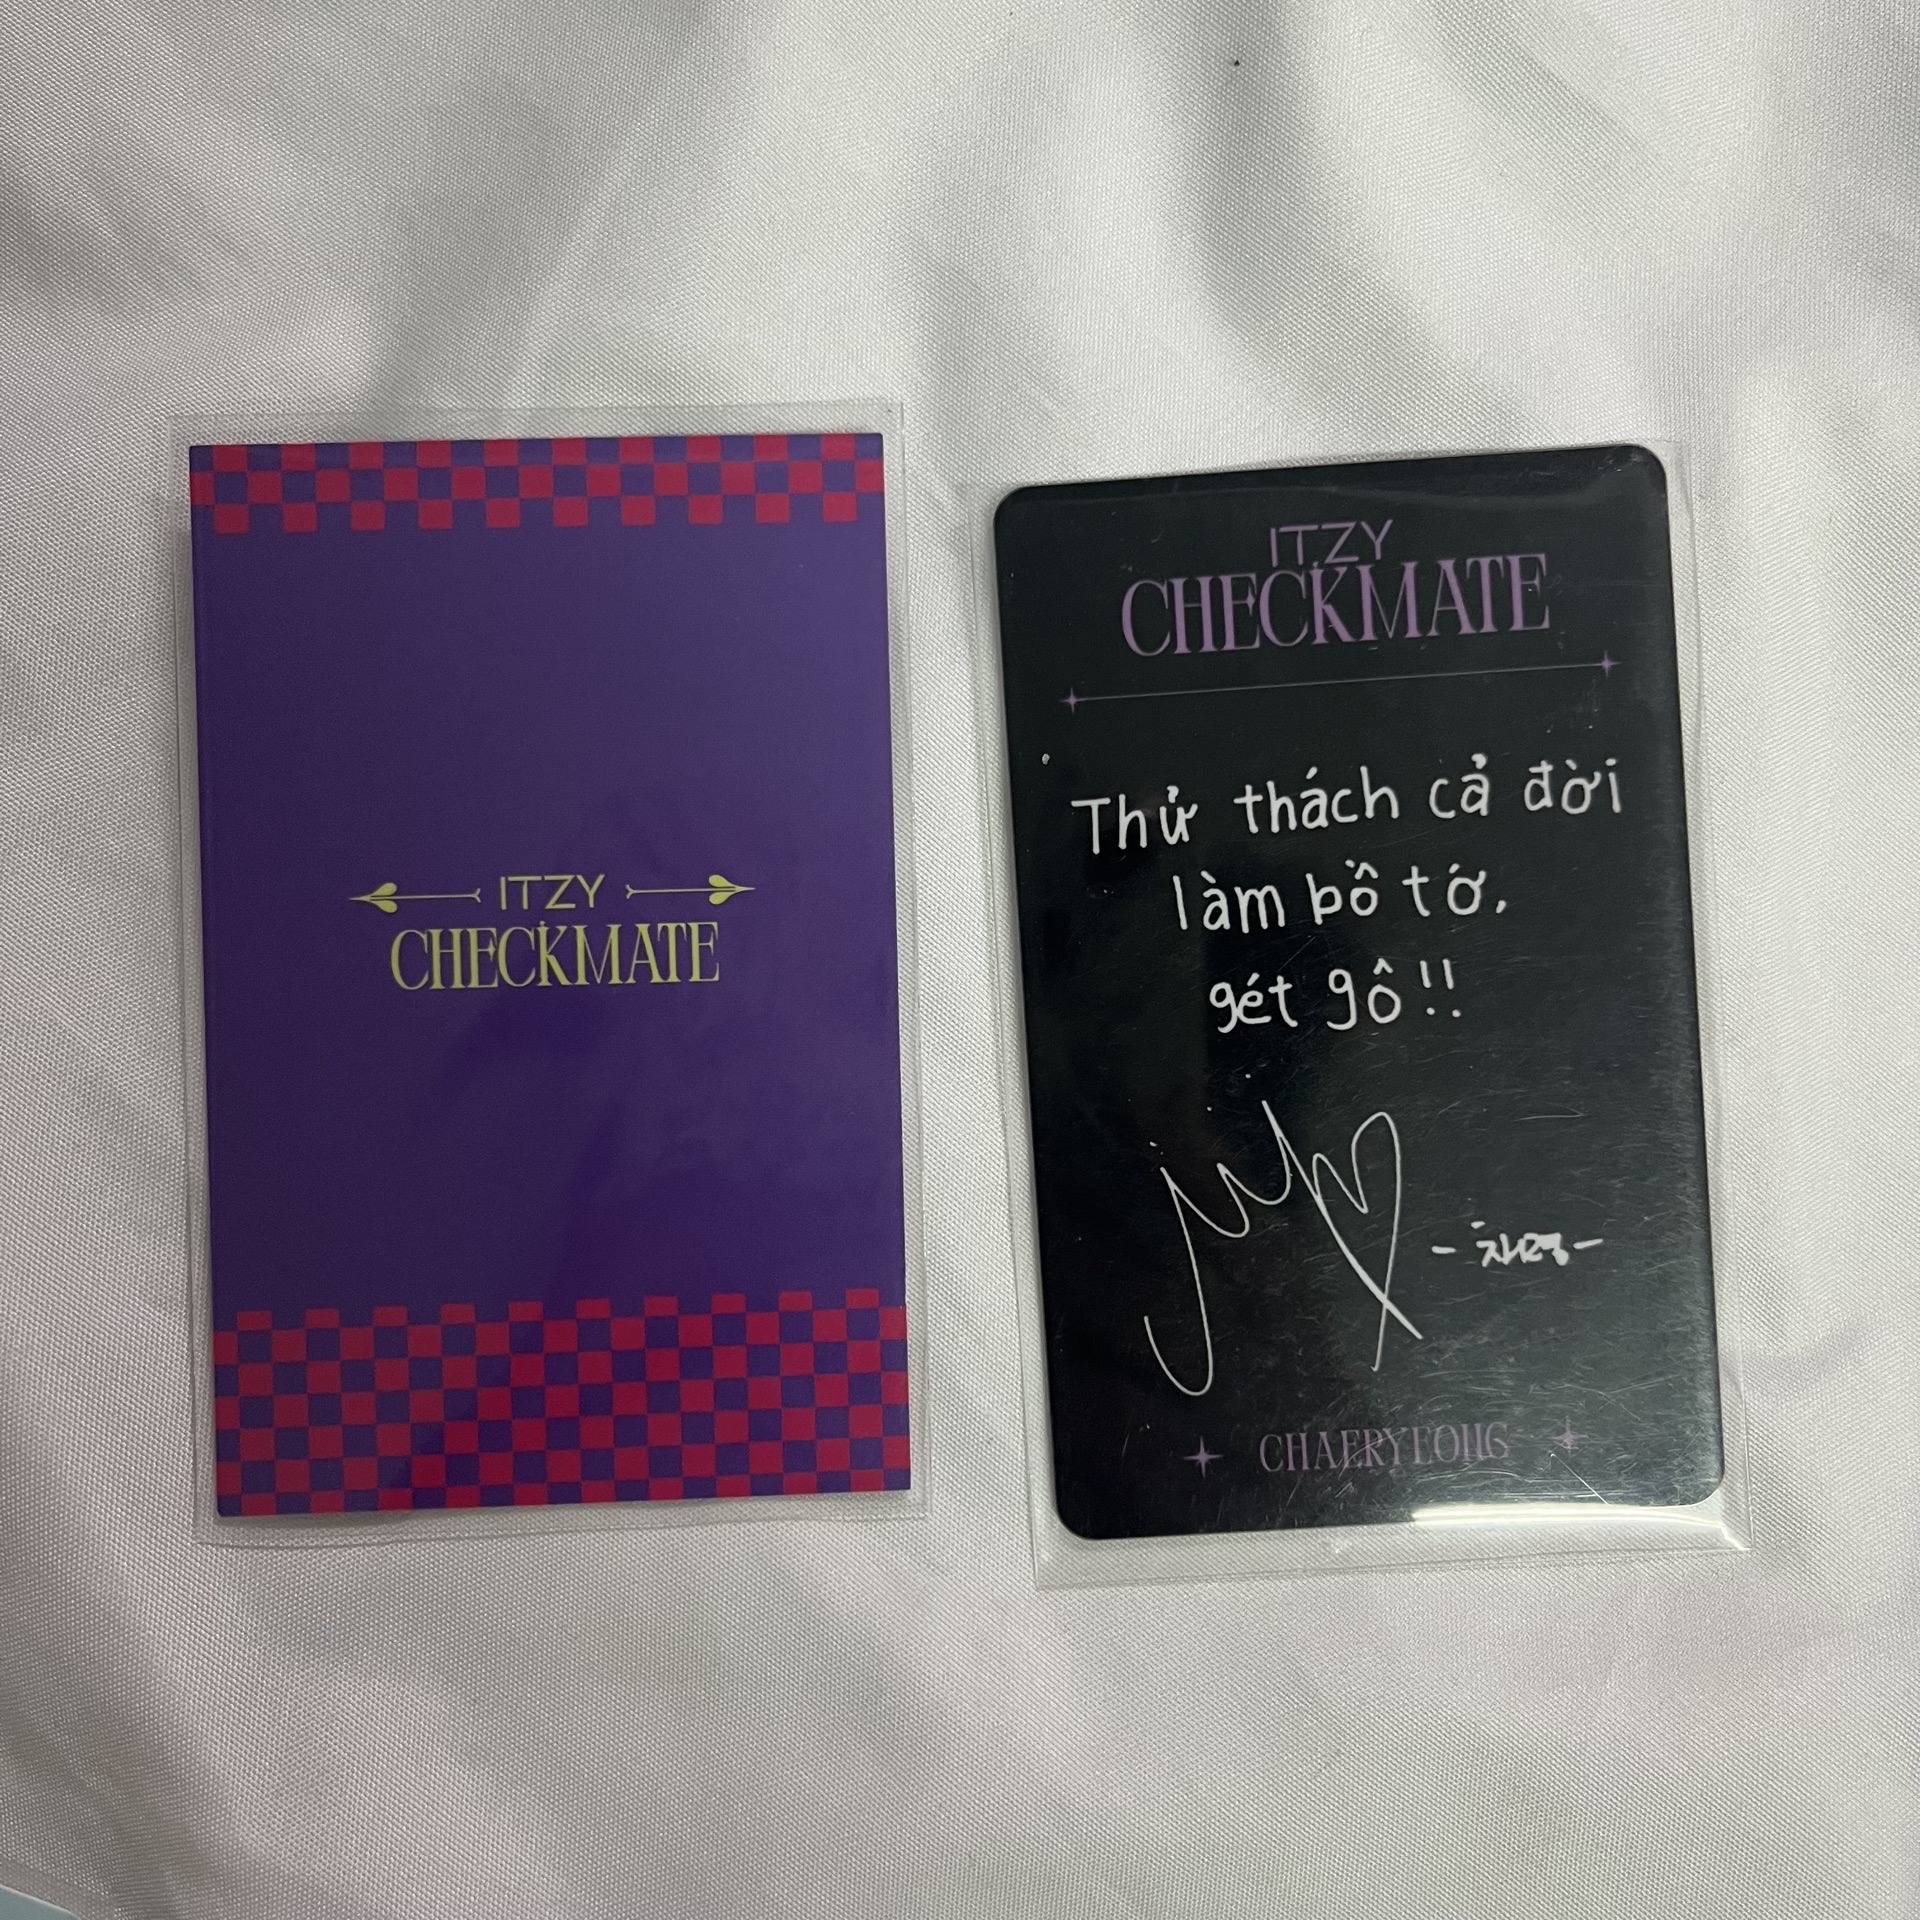 ITZY
CHECKMATE
ITZY
CHECKMATE
Thử thách cả đời
làm bồ tớ,
gét gô!!
-채령-
CHAERYEONG